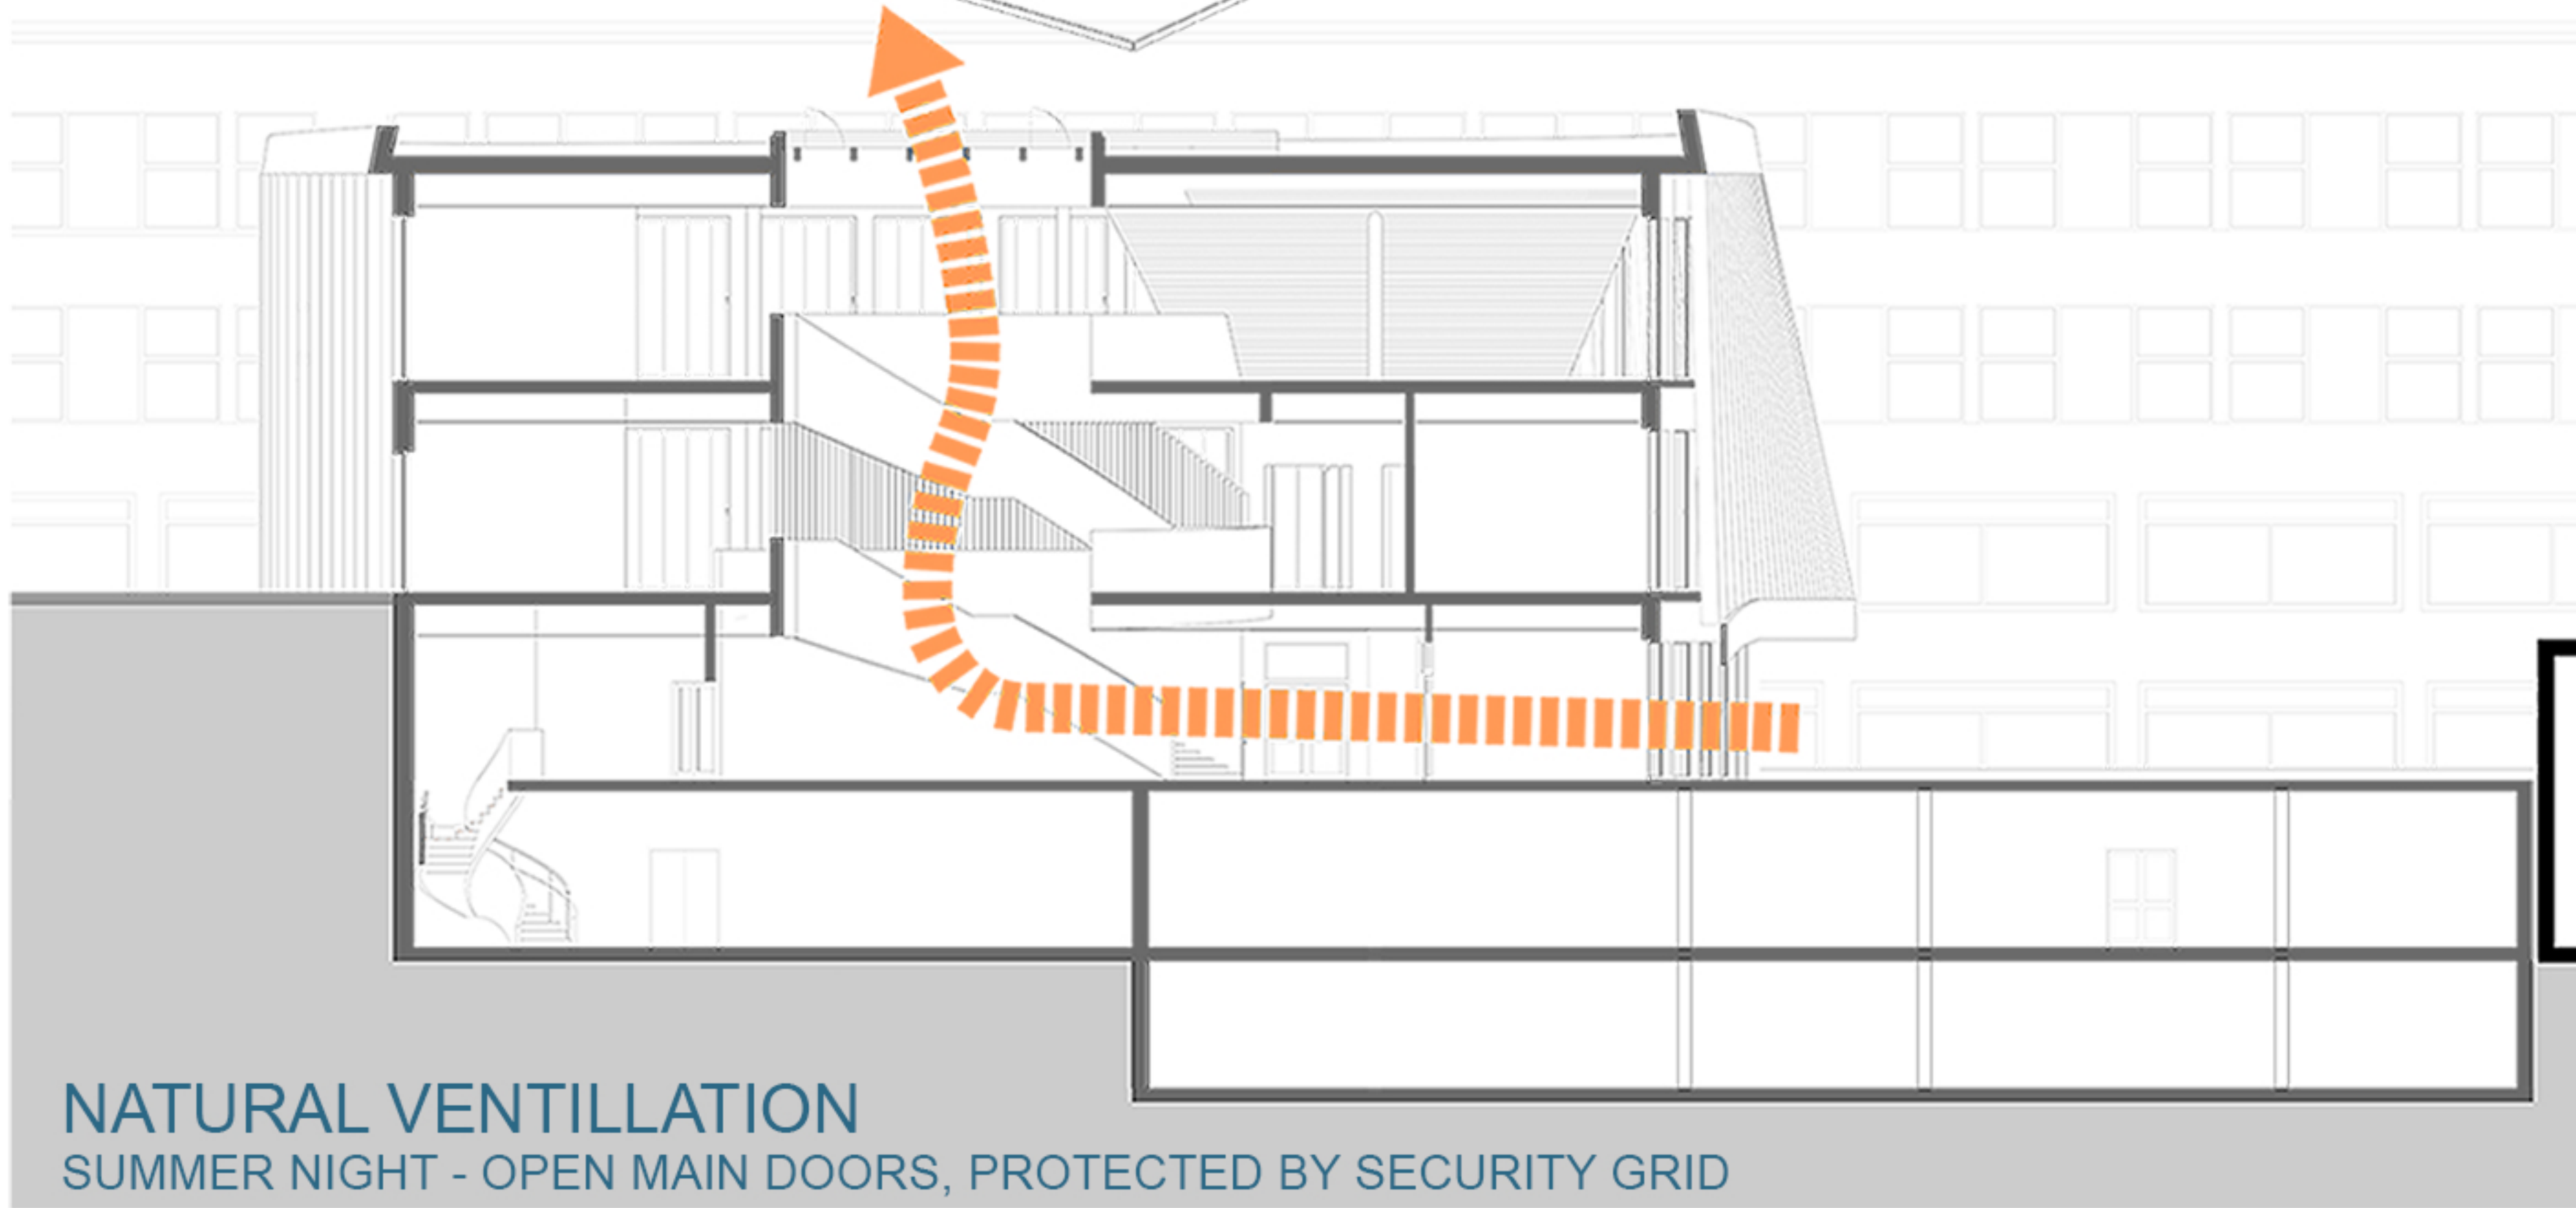 NATURAL VENTILLATION
SUMMER NIGHT - OPEN MAIN DOORS, PROTECTED BY SECURITY GRID